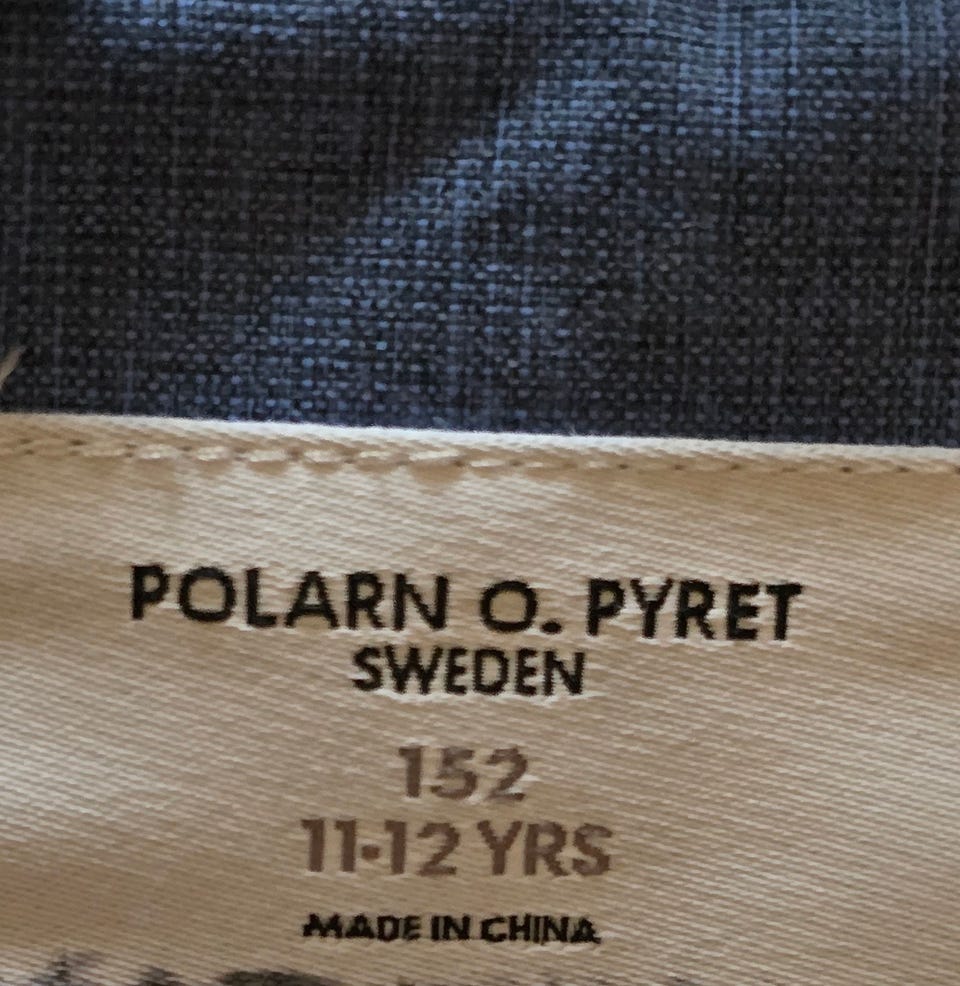 POLARN O. PYRET
SWEDEN
152
11-12 YRS
MADE IN CHINA